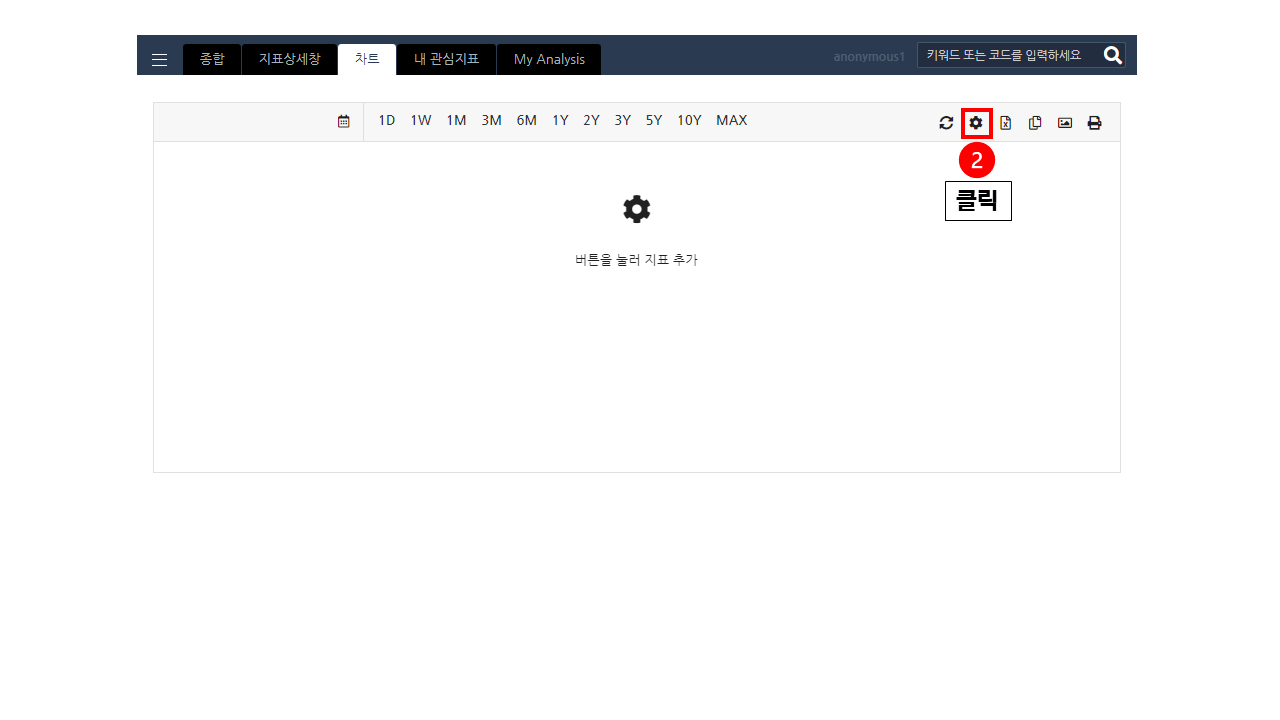 종합 지표상세창 차트 내 관심지표 My Analysis anonymous1 키워드 또는 코드를 입력하세요
1D 1W 1M 3M 6M 1Y 2Y 3Y 5Y 10Y MAX
2
클릭
버튼을 눌러 지표 추가